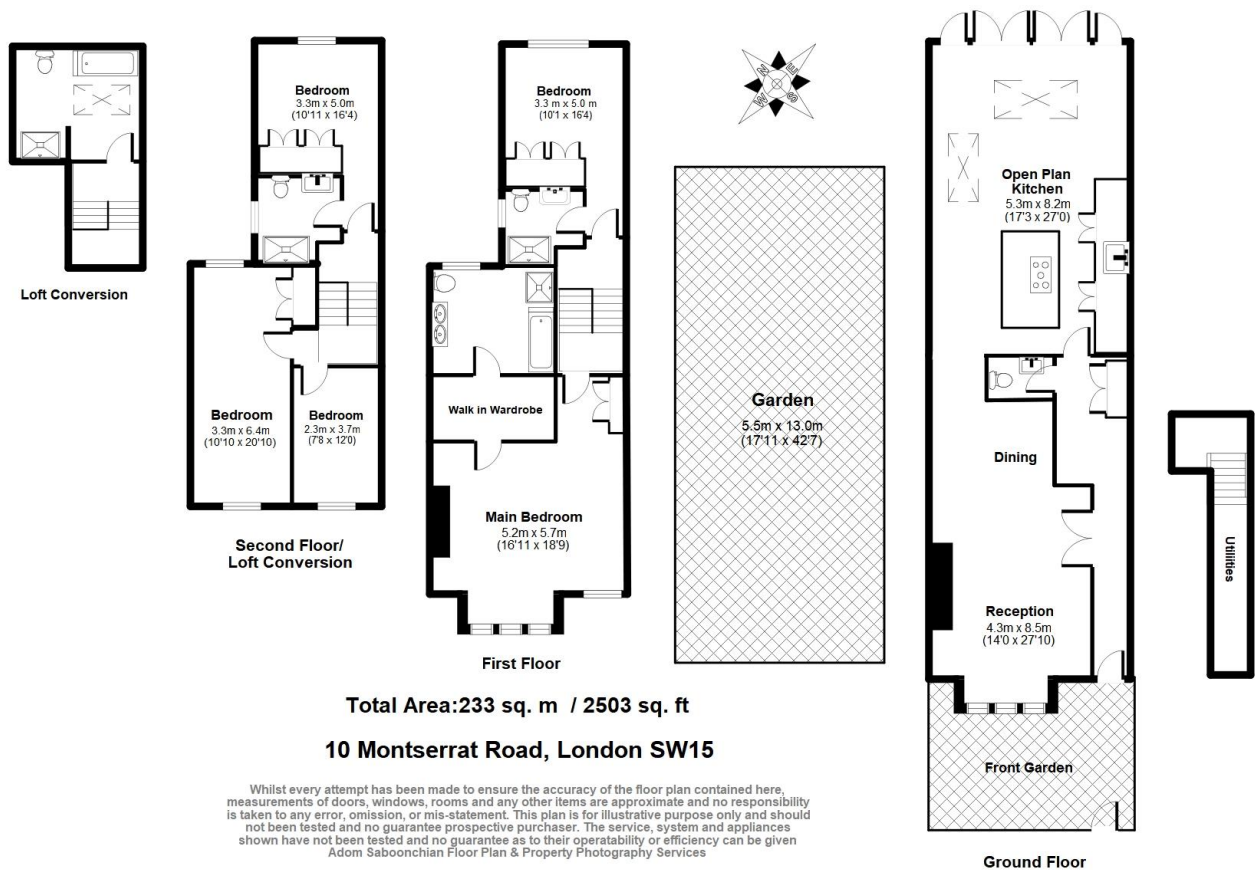 Loft Conversion
Bedroom
3.3m x 5.0m
(10'11 x 16'4)
Bedroom
3.3m x 6.4m
(10'10 x 20'10)
Bedroom
2.3m x 3.7m
(7'8 x 12'0)
Second Floor/
Loft Conversion
Bedroom
3.3 m x 5.0 m
(10'1 x 16'4)
Walk in Wardrobe
Main Bedroom
5.2m x 5.7m
(16'11 x 18'9)
First Floor
N
E
S
W
Garden
5.5m x 13.0m
(17'11 x 42'7)
Open Plan
Kitchen
5.3m x 8.2m
(17'3 x 27'0)
Dining
Reception
4.3m x 8.5m
(14'0 x 27'10)
Front Garden
Ground Floor
Utilities
Total Area:233 sq. m / 2503 sq. ft
10 Montserrat Road, London SW15
Whilst every attempt has been made to ensure the accuracy of the floor plan contained here,
measurements of doors, windows, rooms and any other items are approximate and no responsibility
is taken to any error, omission, or mis-statement. This plan is for illustrative purpose only and should
not been tested and no guarantee prospective purchaser. The service, system and appliances
shown have not been tested and no guarantee as to their operatability or efficiency can be given
Adom Saboonchian Floor Plan & Property Photography Services